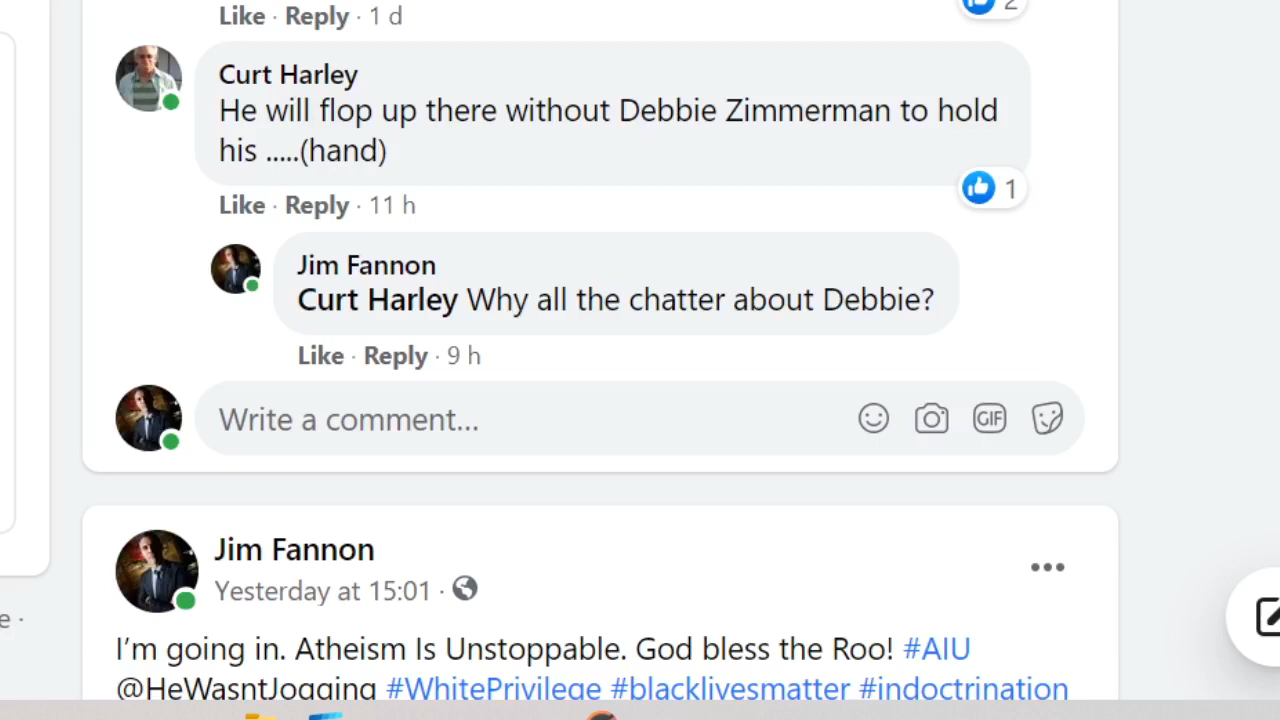 Like · Reply · 1 d
2
Curt Harley
He will flop up there without Debbie Zimmerman to hold
his .....(hand)
1
Like · Reply · 11 h
Jim Fannon
Curt Harley Why all the chatter about Debbie?
Like · Reply · 9 h
Write a comment...
GIF
Jim Fannon
Yesterday at 15:01 ·
e ·
I'm going in. Atheism Is Unstoppable. God bless the Roo! #AIU
@HeWasntJogging #WhitePrivilege #blacklivesmatter #indoctrination